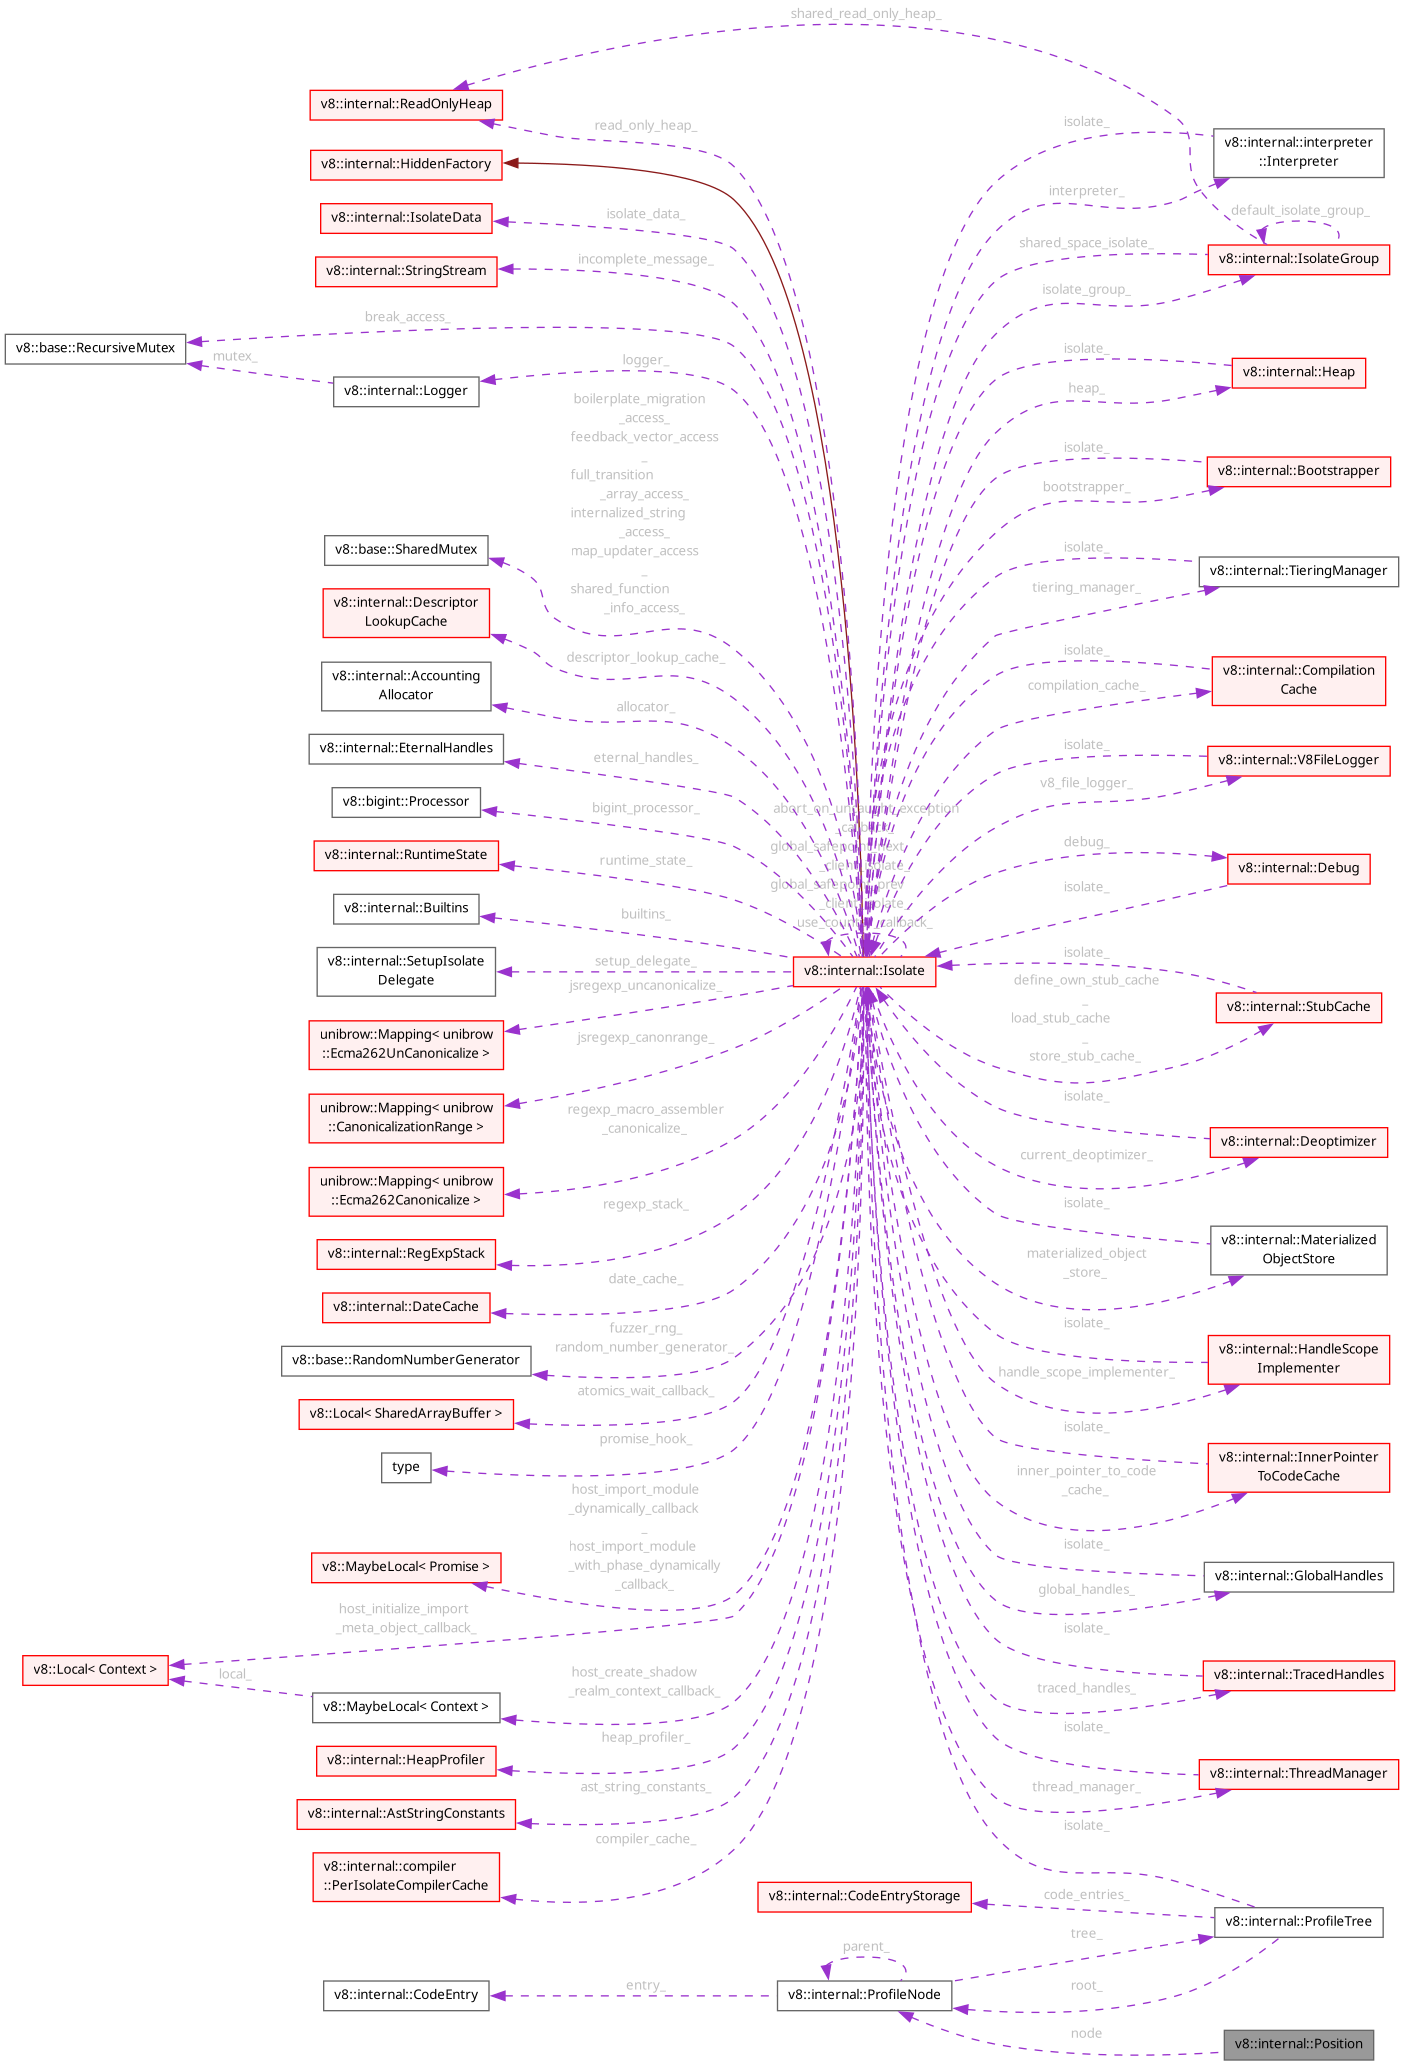 shared_read_only_heap_
v8::internal::ReadOnlyHeap
read_only_heap_
isolate_
v8::internal::interpreter
::Interpreter
v8::internal::HiddenFactory
interpreter_
v8::internal::IsolateData
isolate_data_
default_isolate_group_
shared_space_isolate_
v8::internal::IsolateGroup
v8::internal::StringStream
incomplete_message_
isolate_group_
break_access_
v8::base::RecursiveMutex
mutex_
v8::internal::Logger
logger_
isolate_
v8::internal::Heap
heap_
boilerplate_migration
_access_
feedback_vector_access
_
full_transition
_array_access_
internalized_string
_access_
map_updater_access
_
shared_function
_info_access_
isolate_
v8::internal::Bootstrapper
bootstrapper_
v8::base::SharedMutex
isolate_
v8::internal::TieringManager
tiering_manager_
v8::internal::Descriptor
LookupCache
descriptor_lookup_cache_
isolate_
v8::internal::Compilation
Cache
compilation_cache_
v8::internal::Accounting
Allocator
allocator_
v8::internal::EternalHandles
eternal_handles_
isolate_
v8::internal::V8FileLogger
v8_file_logger_
v8::bigint::Processor
bigint_processor_
abort_on_uncaught_exception
_callback_
global_safepoint_next
_client_isolate_
global_safepoint_prev
_client_isolate_
use_counter_callback_
v8::internal::RuntimeState
runtime_state_
debug_
v8::internal::Debug
isolate_
v8::internal::Builtins
builtins_
v8::internal::SetupIsolate
Delegate
setup_delegate_
v8::internal::Isolate
isolate_
define_own_stub_cache
_
load_stub_cache
_
store_stub_cache_
v8::internal::StubCache
jsregexp_uncanonicalize_
unibrow::Mapping< unibrow
::Ecma262UnCanonicalize >
jsregexp_canonrange_
unibrow::Mapping< unibrow
::CanonicalizationRange >
isolate_
v8::internal::Deoptimizer
current_deoptimizer_
regexp_macro_assembler
_canonicalize_
unibrow::Mapping< unibrow
::Ecma262Canonicalize >
regexp_stack_
v8::internal::RegExpStack
isolate_
v8::internal::Materialized
ObjectStore
materialized_object
_store_
date_cache_
v8::internal::DateCache
fuzzer_rng_
random_number_generator_
v8::base::RandomNumberGenerator
isolate_
v8::internal::HandleScope
Implementer
handle_scope_implementer_
atomics_wait_callback_
v8::Local< SharedArrayBuffer >
promise_hook_
type
isolate_
v8::internal::InnerPointer
ToCodeCache
inner_pointer_to_code
_cache_
host_import_module
_dynamically_callback
_
host_import_module
_with_phase_dynamically
_callback_
v8::MaybeLocal< Promise >
isolate_
v8::internal::GlobalHandles
global_handles_
host_initialize_import
_meta_object_callback_
v8::Local< Context >
local_
isolate_
v8::internal::TracedHandles
traced_handles_
host_create_shadow
_realm_context_callback_
v8::MaybeLocal< Context >
heap_profiler_
v8::internal::HeapProfiler
isolate_
v8::internal::ThreadManager
thread_manager_
ast_string_constants_
v8::internal::AstStringConstants
isolate_
compiler_cache_
v8::internal::compiler
::PerIsolateCompilerCache
v8::internal::CodeEntryStorage
code_entries_
v8::internal::ProfileTree
tree_
parent_
v8::internal::CodeEntry
entry_
v8::internal::ProfileNode
root_
node
v8::internal::Position